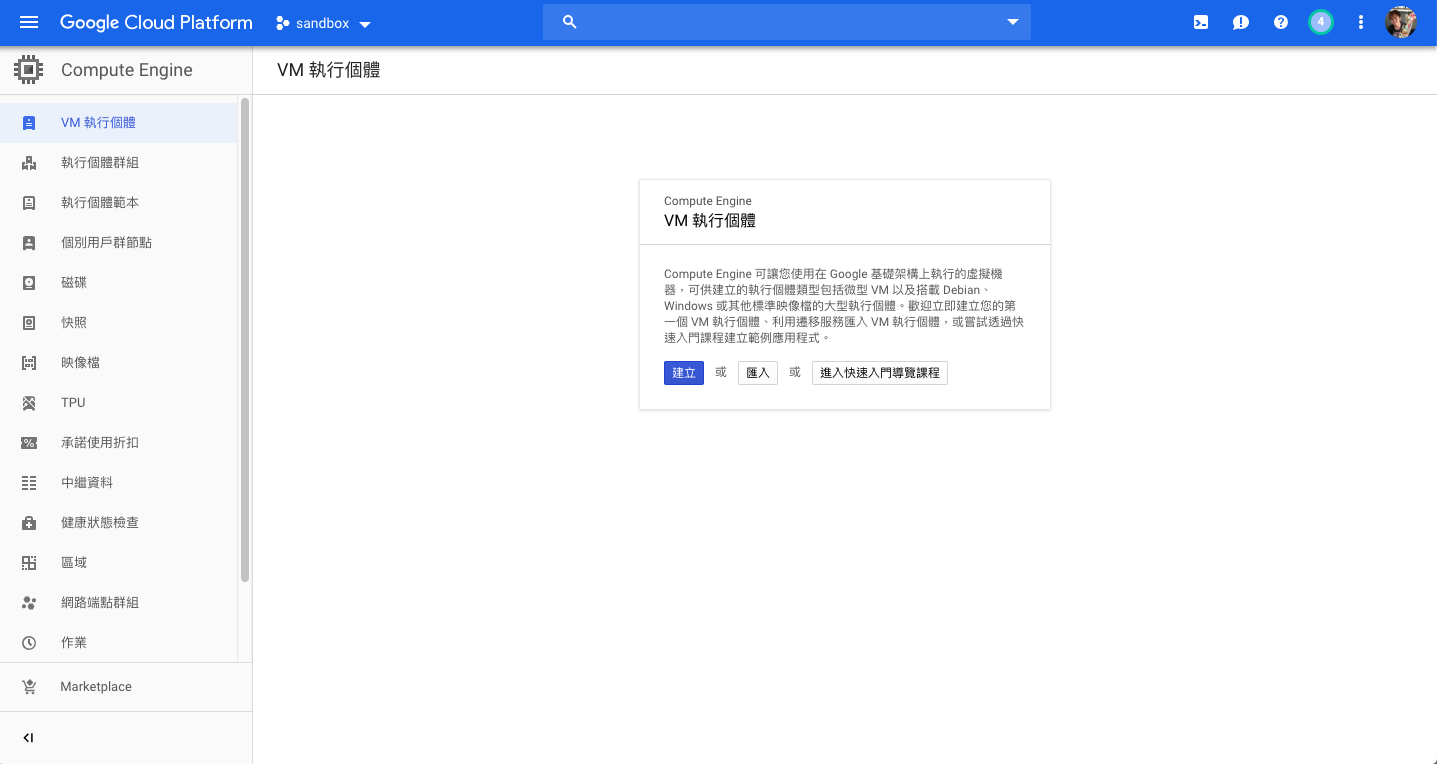 Google Cloud Platform
sandbox
4
Compute Engine
VM 執行個體
VM 執行個體
執行個體群組
執行個體範本
個別用戶群節點
磁碟
快照
映像檔
TPU
承諾使用折扣
中繼資料
健康狀態檢查
區域
網路端點群組
作業
Marketplace
Compute Engine
VM 執行個體
Compute Engine 可讓您使用在 Google 基礎架構上執行的虛擬機
器，可供建立的執行個體類型包括微型 VM 以及搭載 Debian、
Windows 或其他標準映像檔的大型執行個體。歡迎立即建立您的第
一個 VM 執行個體、利用遷移服務匯入 VM 執行個體，或嘗試透過快
速入門課程建立範例應用程式。
建立 或 匯入 或 進入快速入門導覽課程